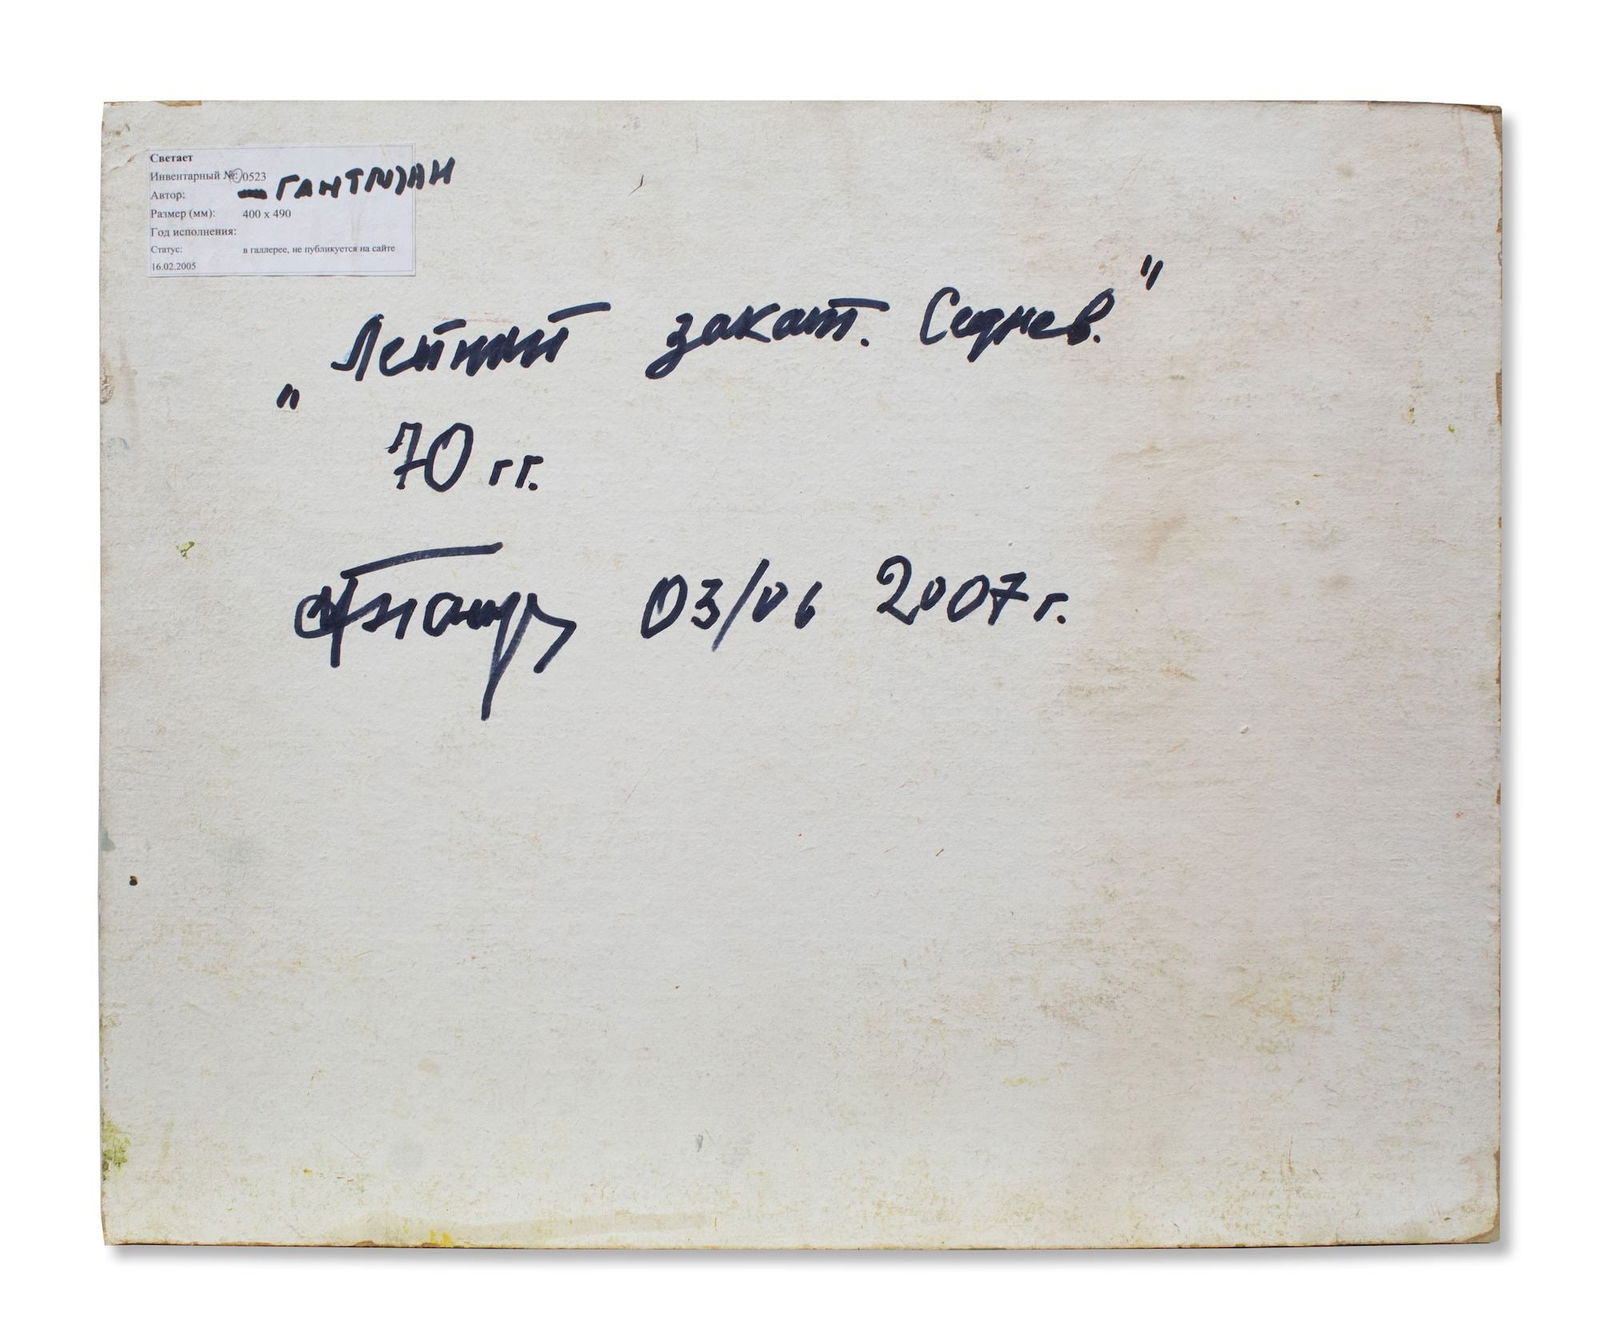 Светает
Инвентарный №: 0523
Автор: ГАНТМАН
Размер (мм): 400 x 490
Год исполнения:
Статус: в галлерее, не публикуется на сайте
16.02.2005
"Летний закат. Седнев."
70 гг.
03/06 2007 г.